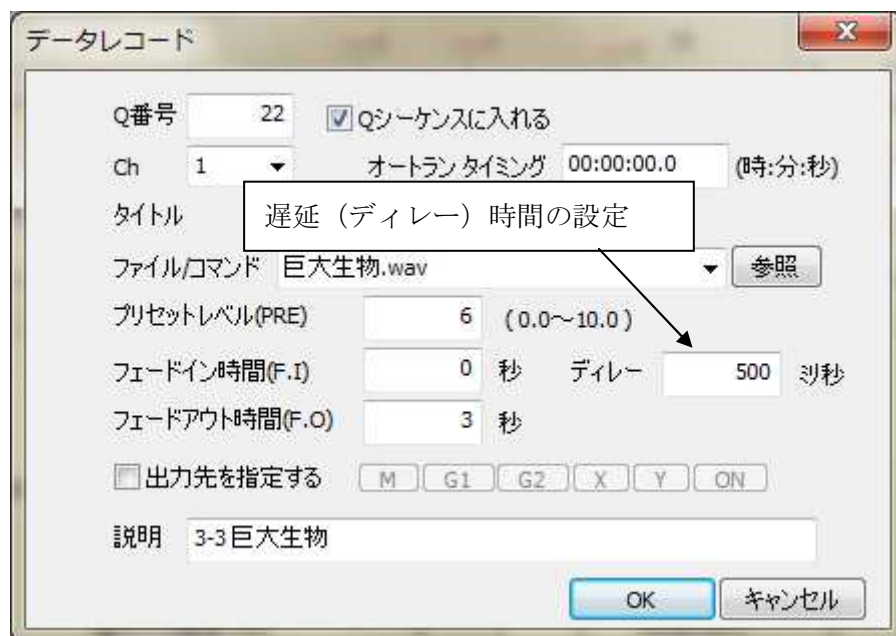 データレコード
Q番号 22 Qシーケンスに入れる
Ch 1 オートラン タイミング 00:00:00.0 (時:分:秒)
タイトル
遅延（ディレー）時間の設定
ファイル/コマンド 巨大生物.wav 参照
プリセットレベル(PRE) 6 (0.0～10.0)
フェードイン時間(F.I) 0 秒 ディレー 500 ミリ秒
フェードアウト時間(F.O) 3 秒
出力先を指定する M G1 G2 X Y ON
説明 3-3巨大生物
OK キャンセル